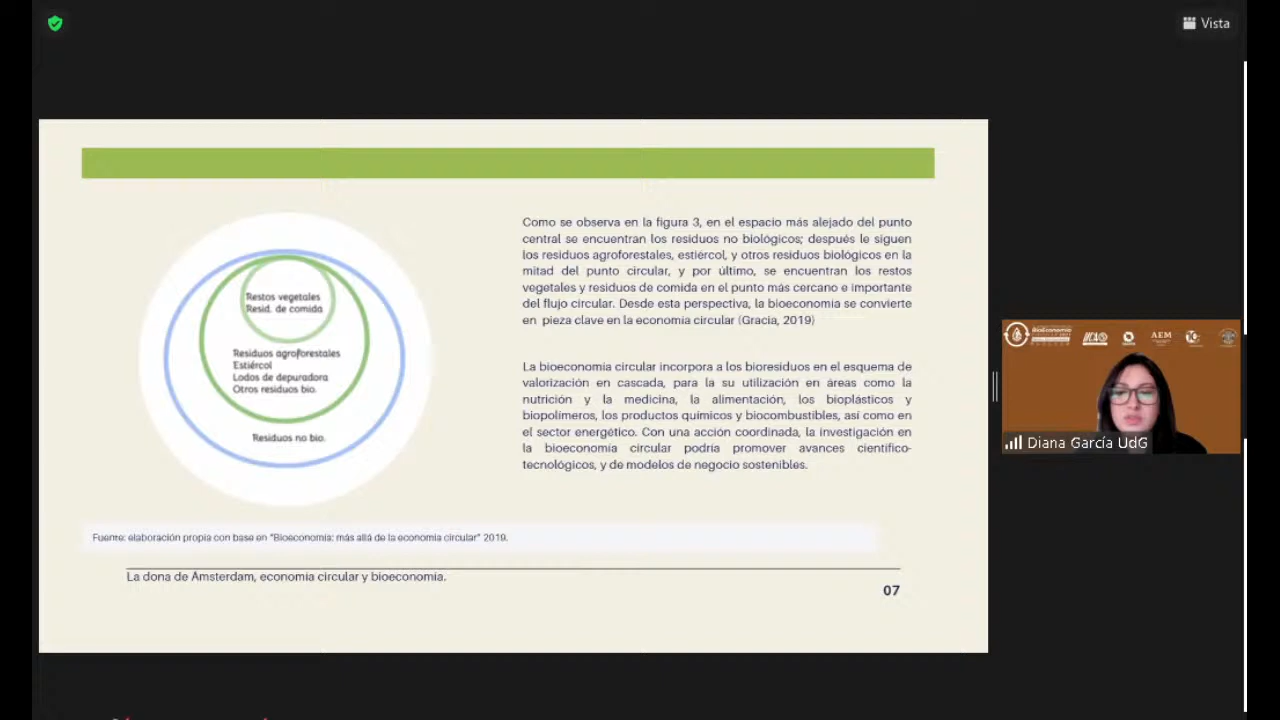 Vista
Como se observa en la figura 3, en el espacio más alejado del punto
central se encuentran los residuos no biológicos; después le siguen
los residuos agroforestales, estiércol, y otros residuos biológicos en la
mitad del punto circular, y por último, se encuentran los restos
vegetales y residuos de comida en el punto más cercano e importante
del flujo circular. Desde esta perspectiva, la bioeconomía se convierte
en pieza clave en la economía circular (Gracia, 2019)
La bioeconomía circular incorpora a los bioresiduos en el esquema de
valorización en cascada, para la su utilización en áreas como la
nutrición y la medicina, la alimentación, los bioplásticos y
biopolímeros, los productos químicos y biocombustibles, así como en
el sector energético. Con una acción coordinada, la investigación en
la bioeconomía circular podría promover avances científico-
tecnológicos, y de modelos de negocio sostenibles.
Restos vegetales
Resid. de comida
Residuos agroforestales
Estiércol
Lodos de depuradora
Otros residuos bio.
Residuos no bio.
Fuente: elaboración propia con base en "Bioeconomía: más allá de la economía circular" 2019.
La dona de Ámsterdam, economía circular y bioeconomía.
07
BioEconomía
AEM
Diana García UdG